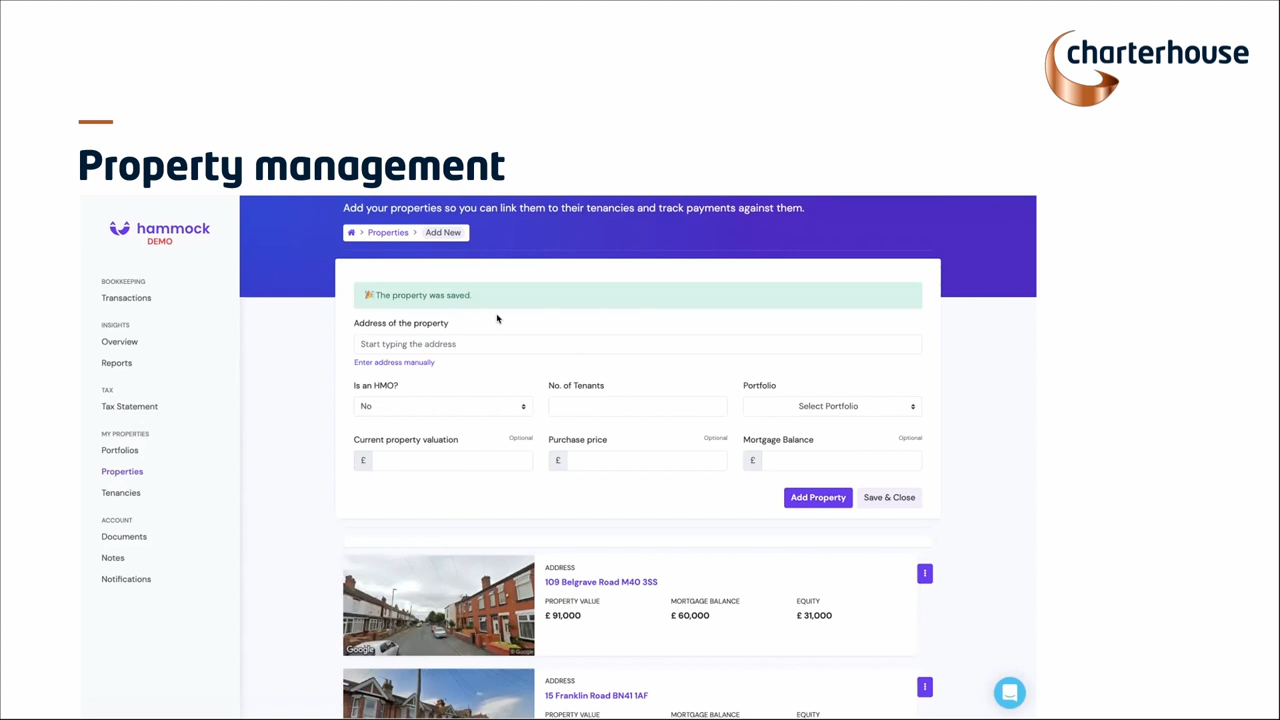 charterhouse
Property management
hammock
DEMO
BOOKKEEPING
Transactions
INSIGHTS
Overview
Reports
TAX
Tax Statement
MY PROPERTIES
Portfolios
Properties
Tenancies
ACCOUNT
Documents
Notes
Notifications
Add your properties so you can link them to their tenancies and track payments against them.
> Properties > Add New
🎉 The property was saved.
Address of the property
Start typing the address
Enter address manually
Is an HMO? No. of Tenants Portfolio
No Select Portfolio
Current property valuation Optional Purchase price Optional Mortgage Balance Optional
£ £ £
Add Property Save & Close
ADDRESS
109 Belgrave Road M40 3SS
PROPERTY VALUE MORTGAGE BALANCE EQUITY
£ 91,000 £ 60,000 £ 31,000
Google © Google
ADDRESS
15 Franklin Road BN41 1AF
PROPERTY VALUE MORTGAGE BALANCE EQUITY